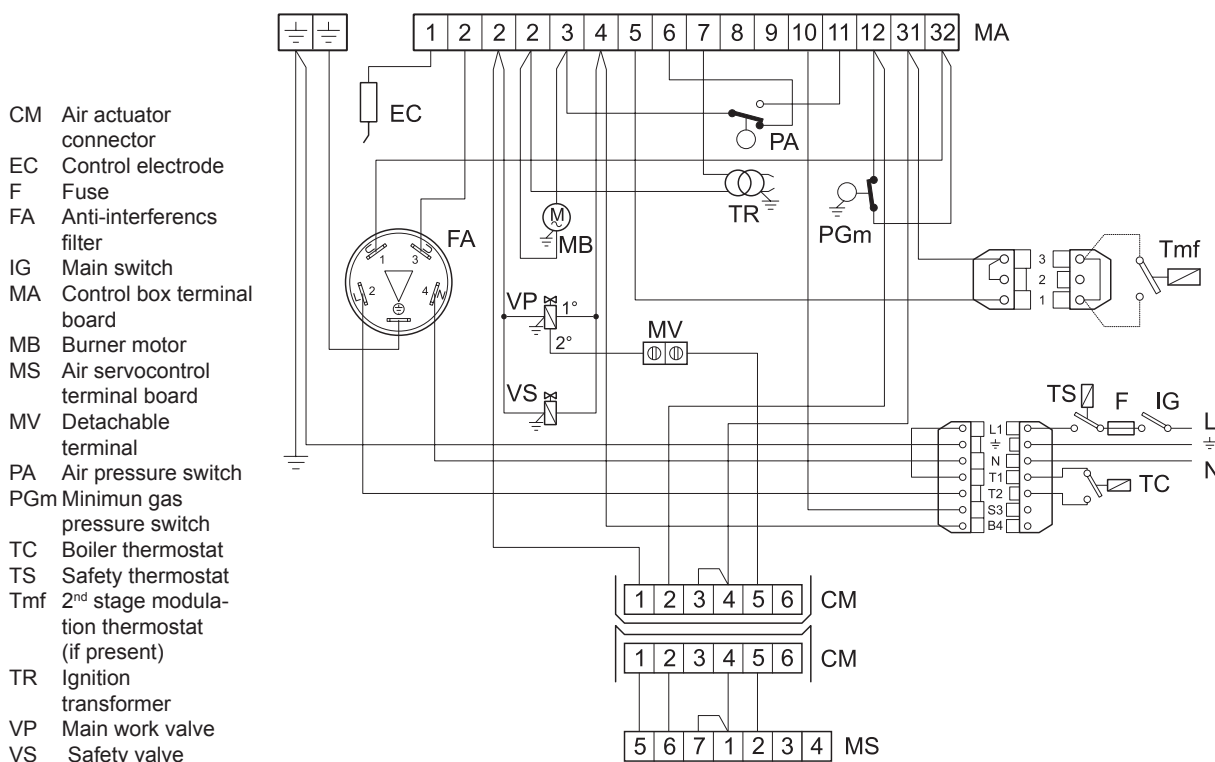 1 2 2 2 3 4 5 6 7 8 9 10 11 12 31 32 MA
EC
PA
TR
PGm
MB
FA
1 3
L 2 4 N
VP 1°
2°
MV
VS
3
2
1
Tmf
TS F IG
L1 L
N N
T1
T2
TC
S3
B4
1 2 3 4 5 6 CM
1 2 3 4 5 6 CM
5 6 7 1 2 3 4 MS
M
CM Air actuator
connector
EC Control electrode
F Fuse
FA Anti-interferencs
filter
IG Main switch
MA Control box terminal
board
MB Burner motor
MS Air servocontrol
terminal board
MV Detachable
terminal
PA Air pressure switch
PGm Minimun gas
pressure switch
TC Boiler thermostat
TS Safety thermostat
Tmf 2nd stage modula-
tion thermostat
(if present)
TR Ignition
transformer
VP Main work valve
VS Safety valve